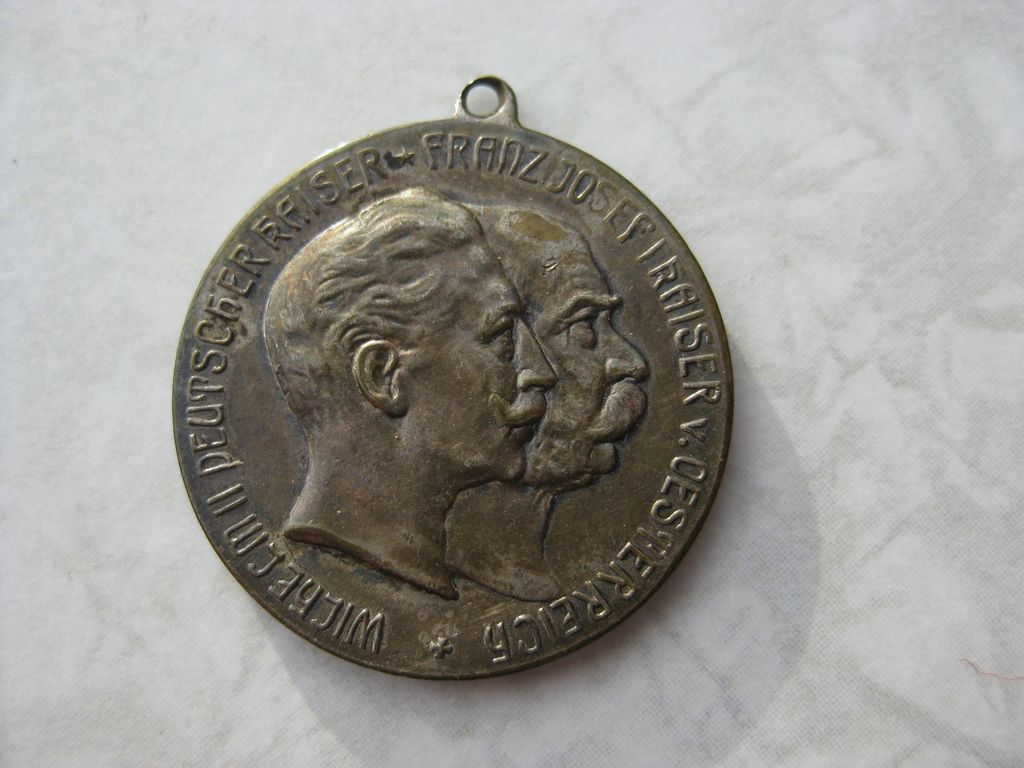 WILHELM II DEUTSCHER KAISER ★ FRANZ JOSEF I KAISER v. OESTERREICH ✠